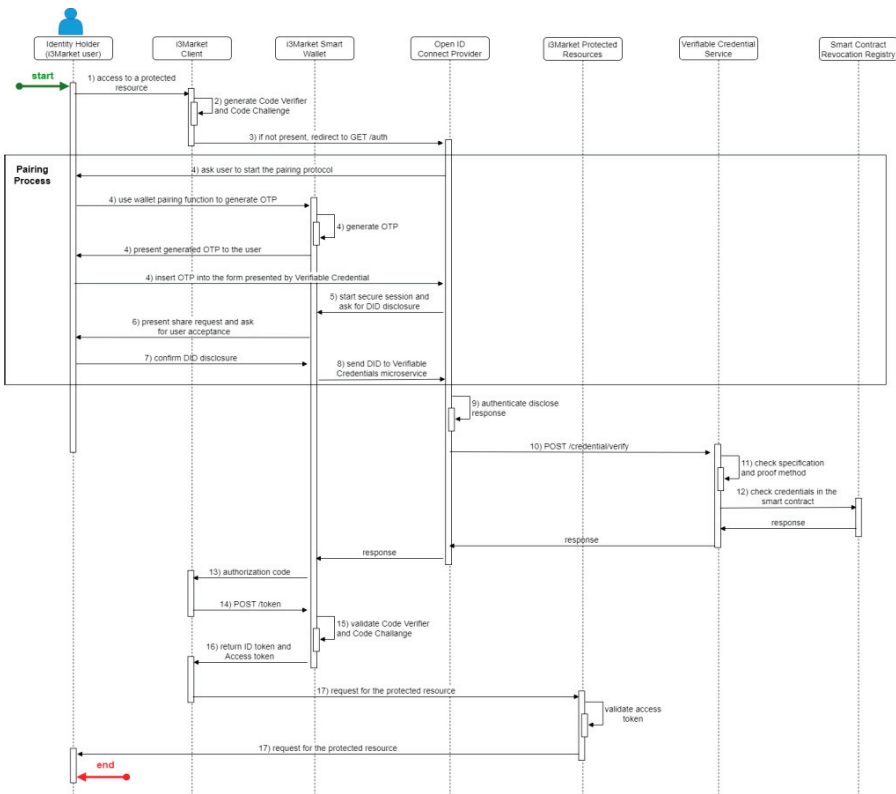 Identity Holder
(i3Market user)
i3Market
Client
i3Market Smart
Wallet
Open ID
Connect Provider
i3Market Protected
Resources
Verifiable Credential
Service
Smart Contract
Revocation Registry
start
1) access to a protected
resource
2) generate Code Verifier
and Code Challenge
3) if not present, redirect to GET /auth
Pairing
Process
4) ask user to start the pairing protocol
4) use wallet pairing function to generate OTP
4) generate OTP
4) present generated OTP to the user
4) insert OTP into the form presented by Verifiable Credential
5) start secure session and
ask for DID disclosure
6) present share request and ask
for user acceptance
7) confirm DID disclosure
8) send DID to Verifiable
Credentials microservice
9) authenticate disclose
response
10) POST /credential/verify
11) check specification
and proof method
12) check credentials in the
smart contract
response
response
response
13) authorization code
14) POST /token
15) validate Code Verifier
and Code Challange
16) return ID token and
Access token
17) request for the protected resource
validate access
token
17) request for the protected resource
end